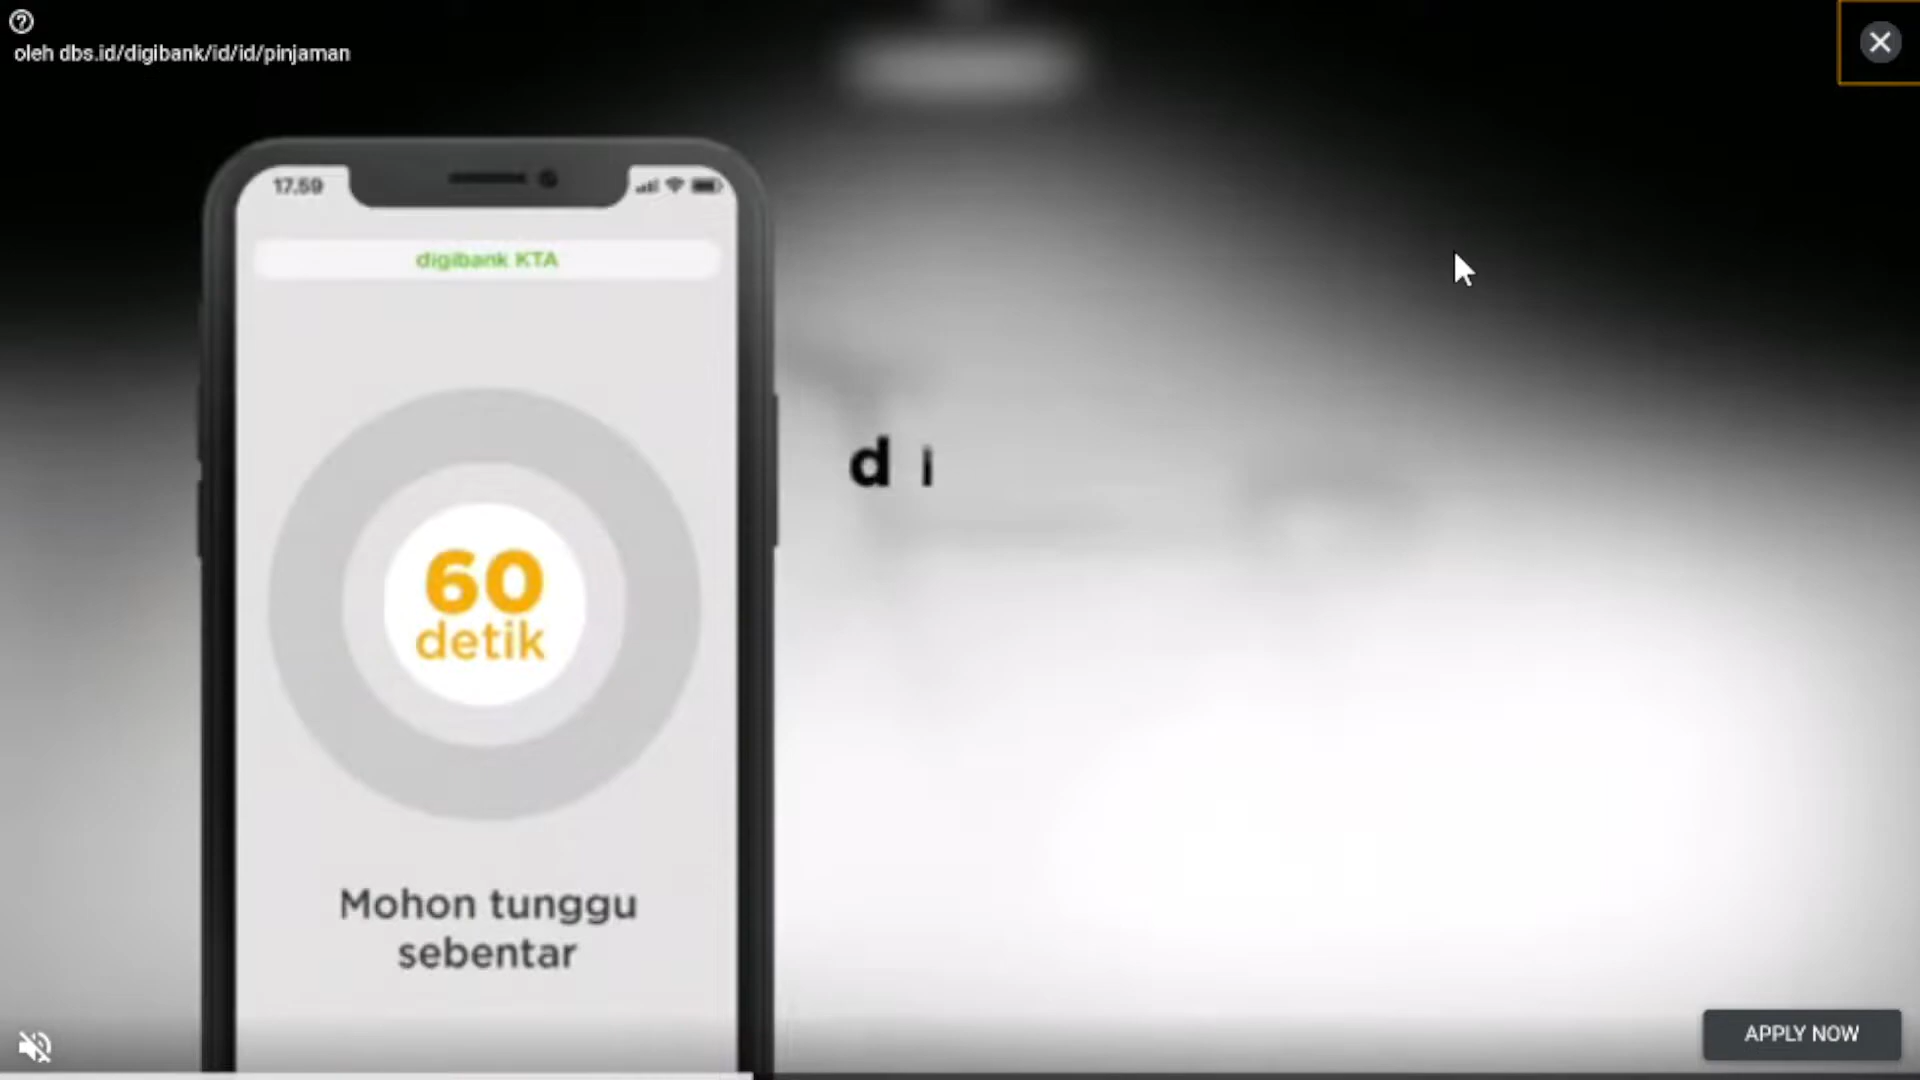 oleh dbs.id/digibank/id/id/pinjaman
17.59
digibank KTA
d i
60
detik
Mohon tunggu
sebentar
APPLY NOW